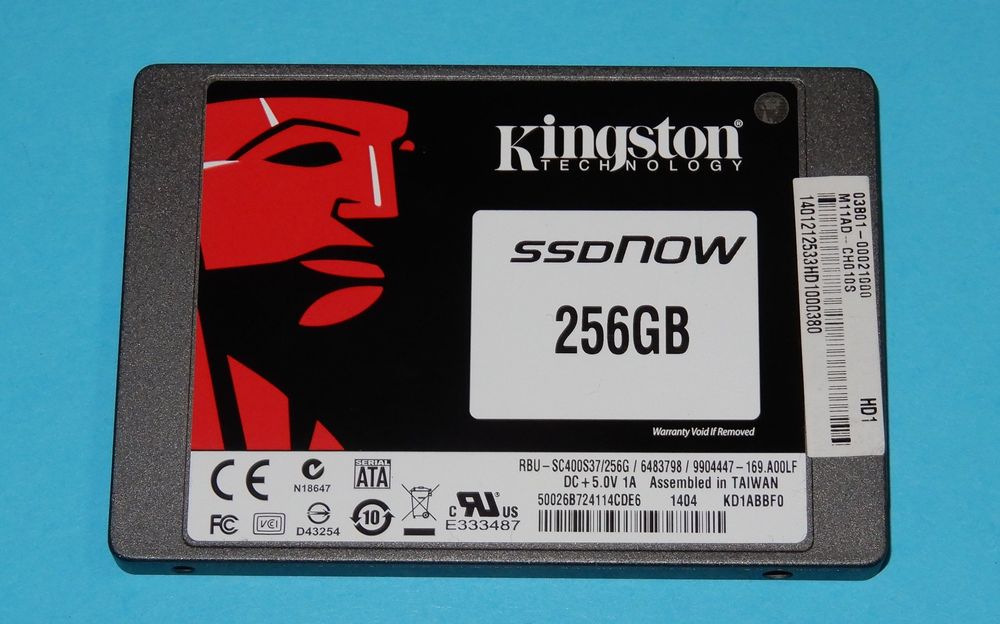 Kingston®
TECHNOLOGY
SSDNOW
256GB
Warranty Void If Removed
03B01-00021000
M11AD--CH010S
1401212533HD1000380
HD1
CE
N18647
SERIAL
ATA
FC
VCI
D43254
10
c RU US
E333487
RBU-SC400S37/256G / 6483798 / 9904447-169.A00LF
DC+5.0V 1A Assembled in TAIWAN
50026B724114CDE6 1404 KD1ABBF0